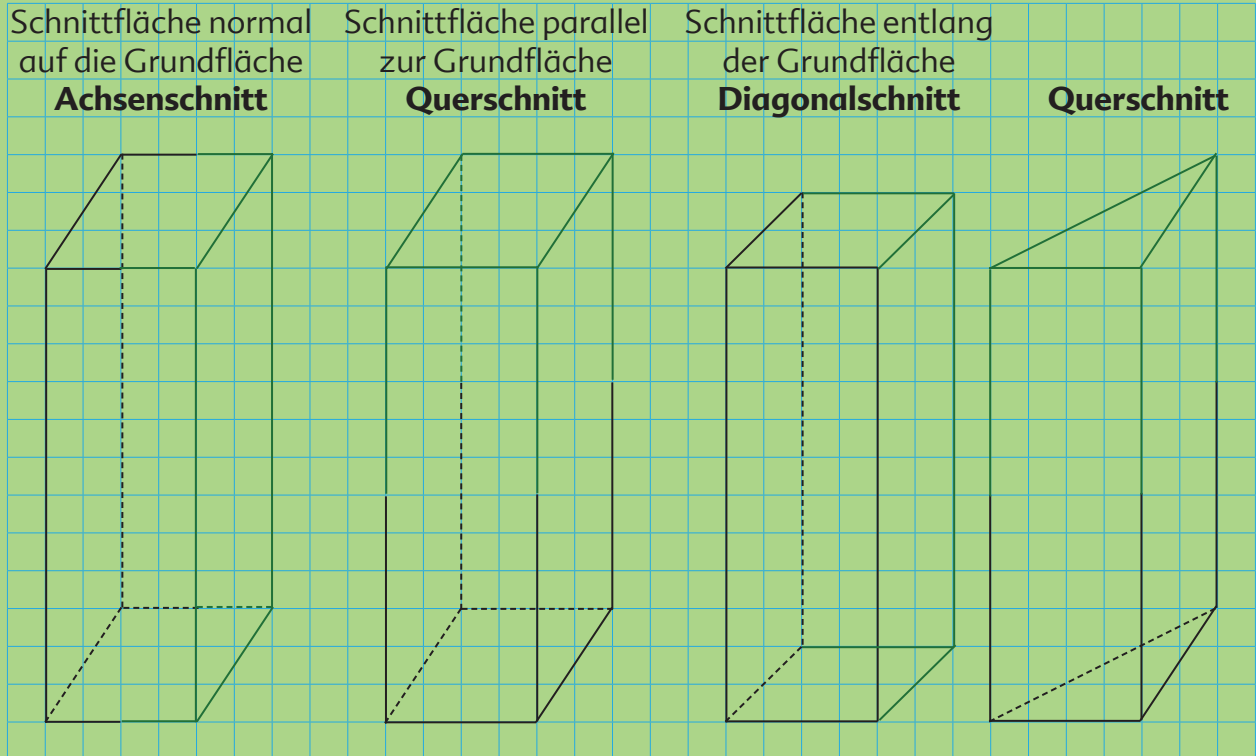 Schnittfläche normal
auf die Grundfläche
Achsenschnitt
Schnittfläche parallel
zur Grundfläche
Querschnitt
Schnittfläche entlang
der Grundfläche
Diagonalschnitt
Querschnitt